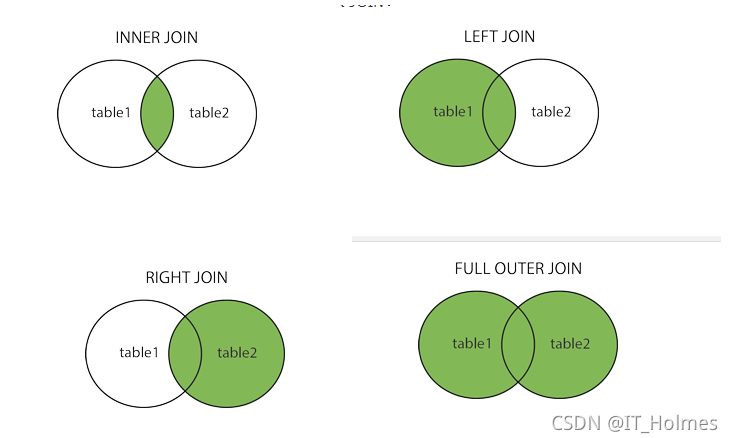 INNER JOIN
LEFT JOIN
table1
table2
table1
table2
RIGHT JOIN
FULL OUTER JOIN
table1
table2
table1
table2
CSDN @IT_Holmes